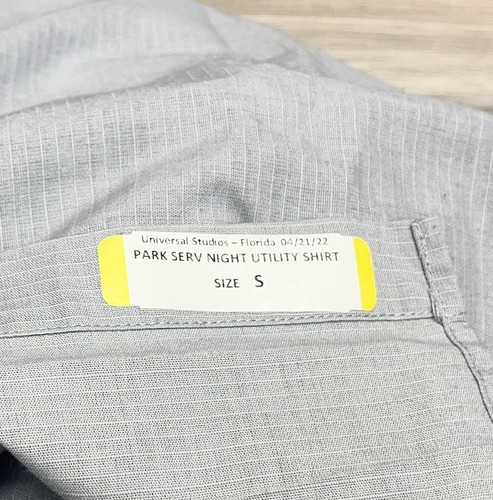 Universal Studios – Florida 04/21/22
PARK SERV NIGHT UTILITY SHIRT
SIZE S